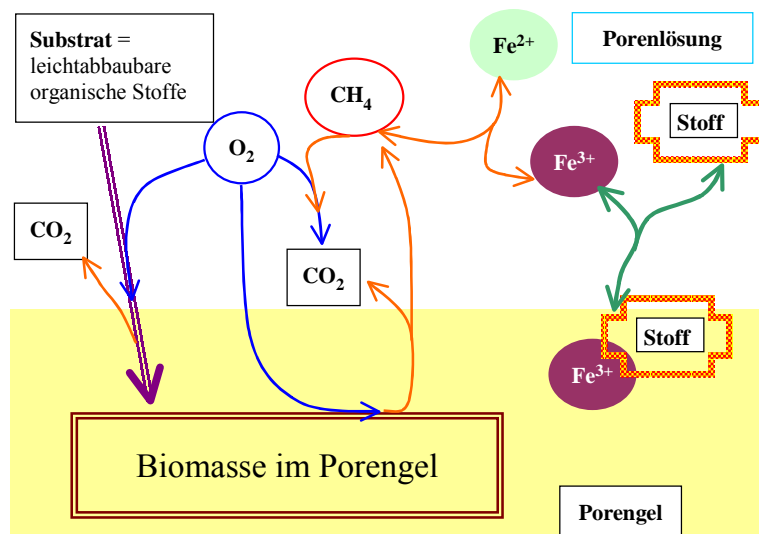 Substrat =
leichtabbaubare
organische Stoffe
Fe2+
Porenlösung
CH4
Stoff
O2
Fe3+
CO2
CO2
Stoff
Fe3+
Biomasse im Porengel
Porengel